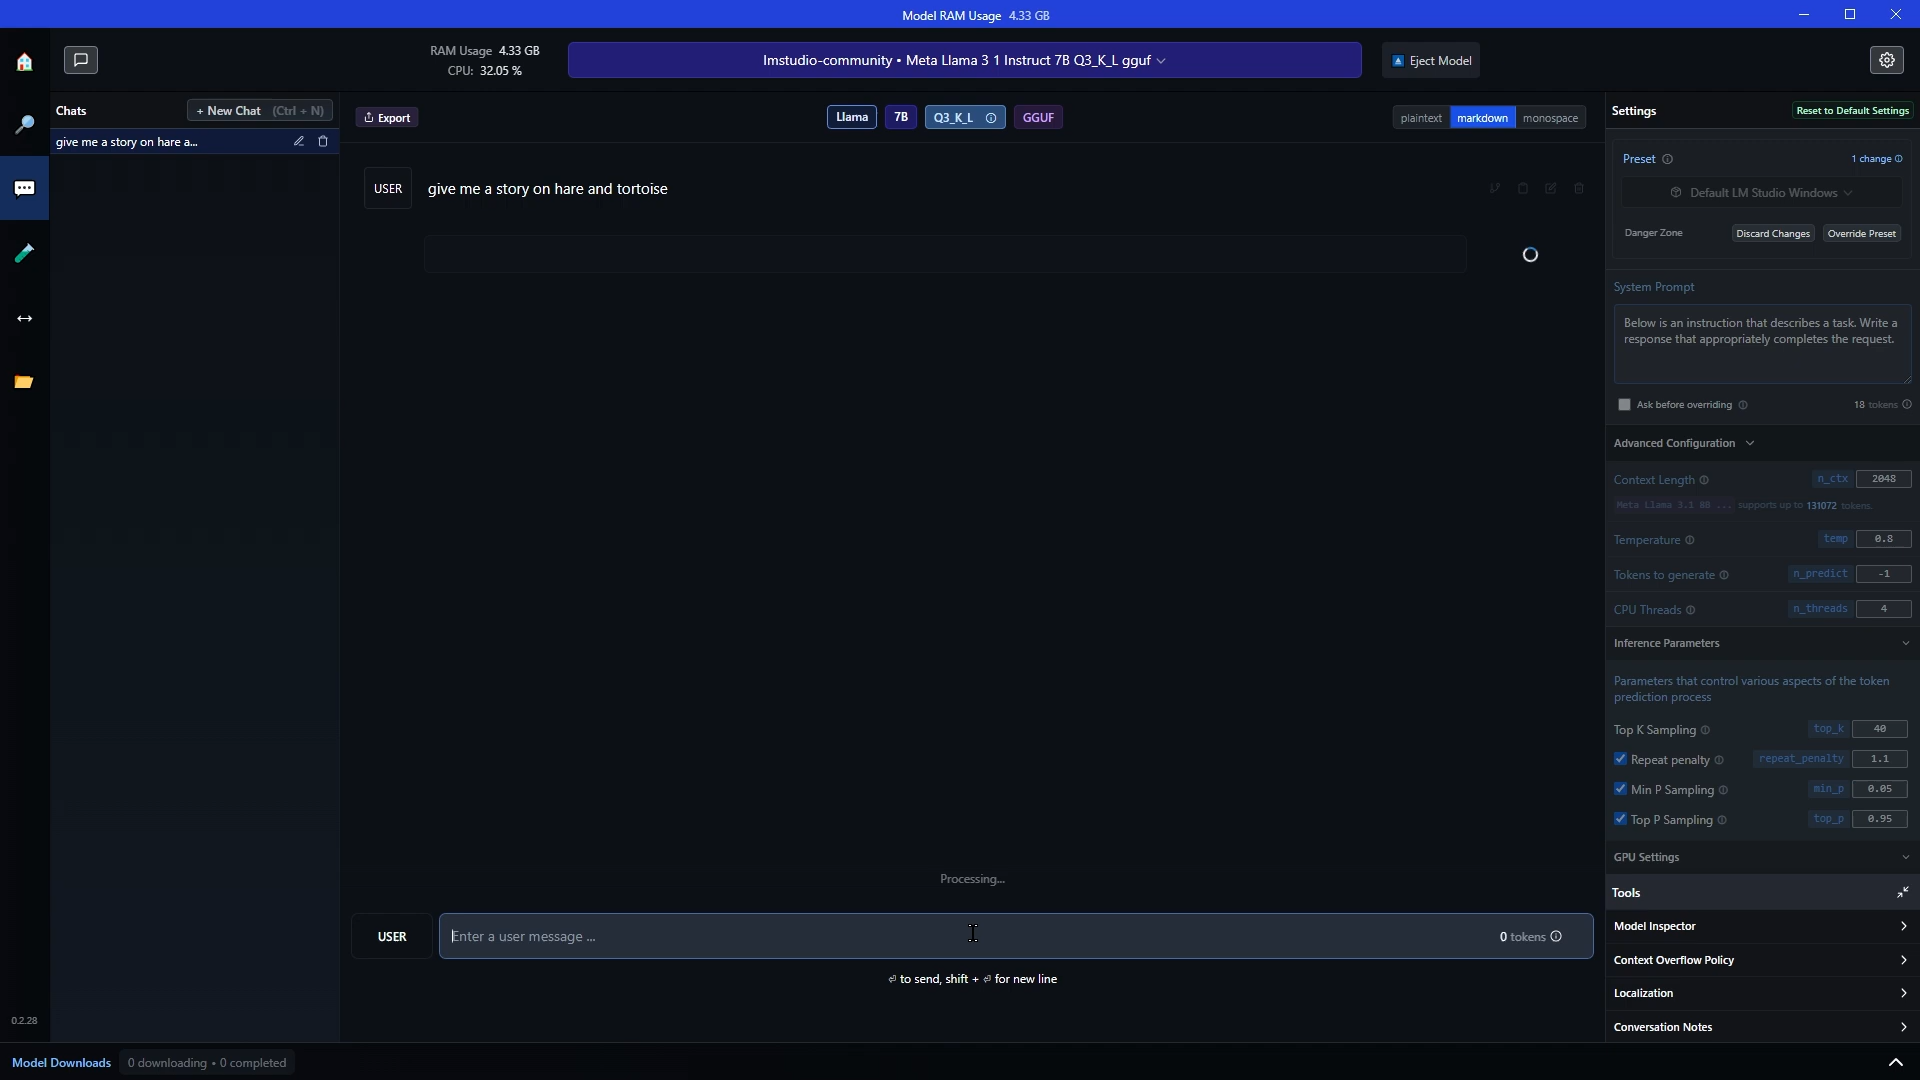 Model RAM Usage 4.33 GB
RAM Usage 4.33 GB
CPU: 32.05 %
lmstudio-community • Meta Llama 3 1 Instruct 7B Q3_K_L gguf
Eject Model
Chats
+ New Chat (Ctrl + N)
give me a story on hare a...
Export
Llama 7B Q3_K_L GGUF
plaintext markdown monospace
USER give me a story on hare and tortoise
Processing...
USER Enter a user message ... 0 tokens
⏎ to send, shift + ⏎ for new line
Settings Reset to Default Settings
Preset 1 change
Default LM Studio Windows
Danger Zone Discard Changes Override Preset
System Prompt
Below is an instruction that describes a task. Write a
response that appropriately completes the request.
Ask before overriding 18 tokens
Advanced Configuration
Context Length n_ctx 2048
Meta Llama 3.1 8B ... supports up to 131072 tokens.
Temperature temp 0.8
Tokens to generate n_predict -1
CPU Threads n_threads 4
Inference Parameters
Parameters that control various aspects of the token
prediction process
Top K Sampling top_k 40
Repeat penalty repeat_penalty 1.1
Min P Sampling min_p 0.05
Top P Sampling top_p 0.95
GPU Settings
Tools
Model Inspector
Context Overflow Policy
Localization
Conversation Notes
0.2.28
Model Downloads 0 downloading • 0 completed